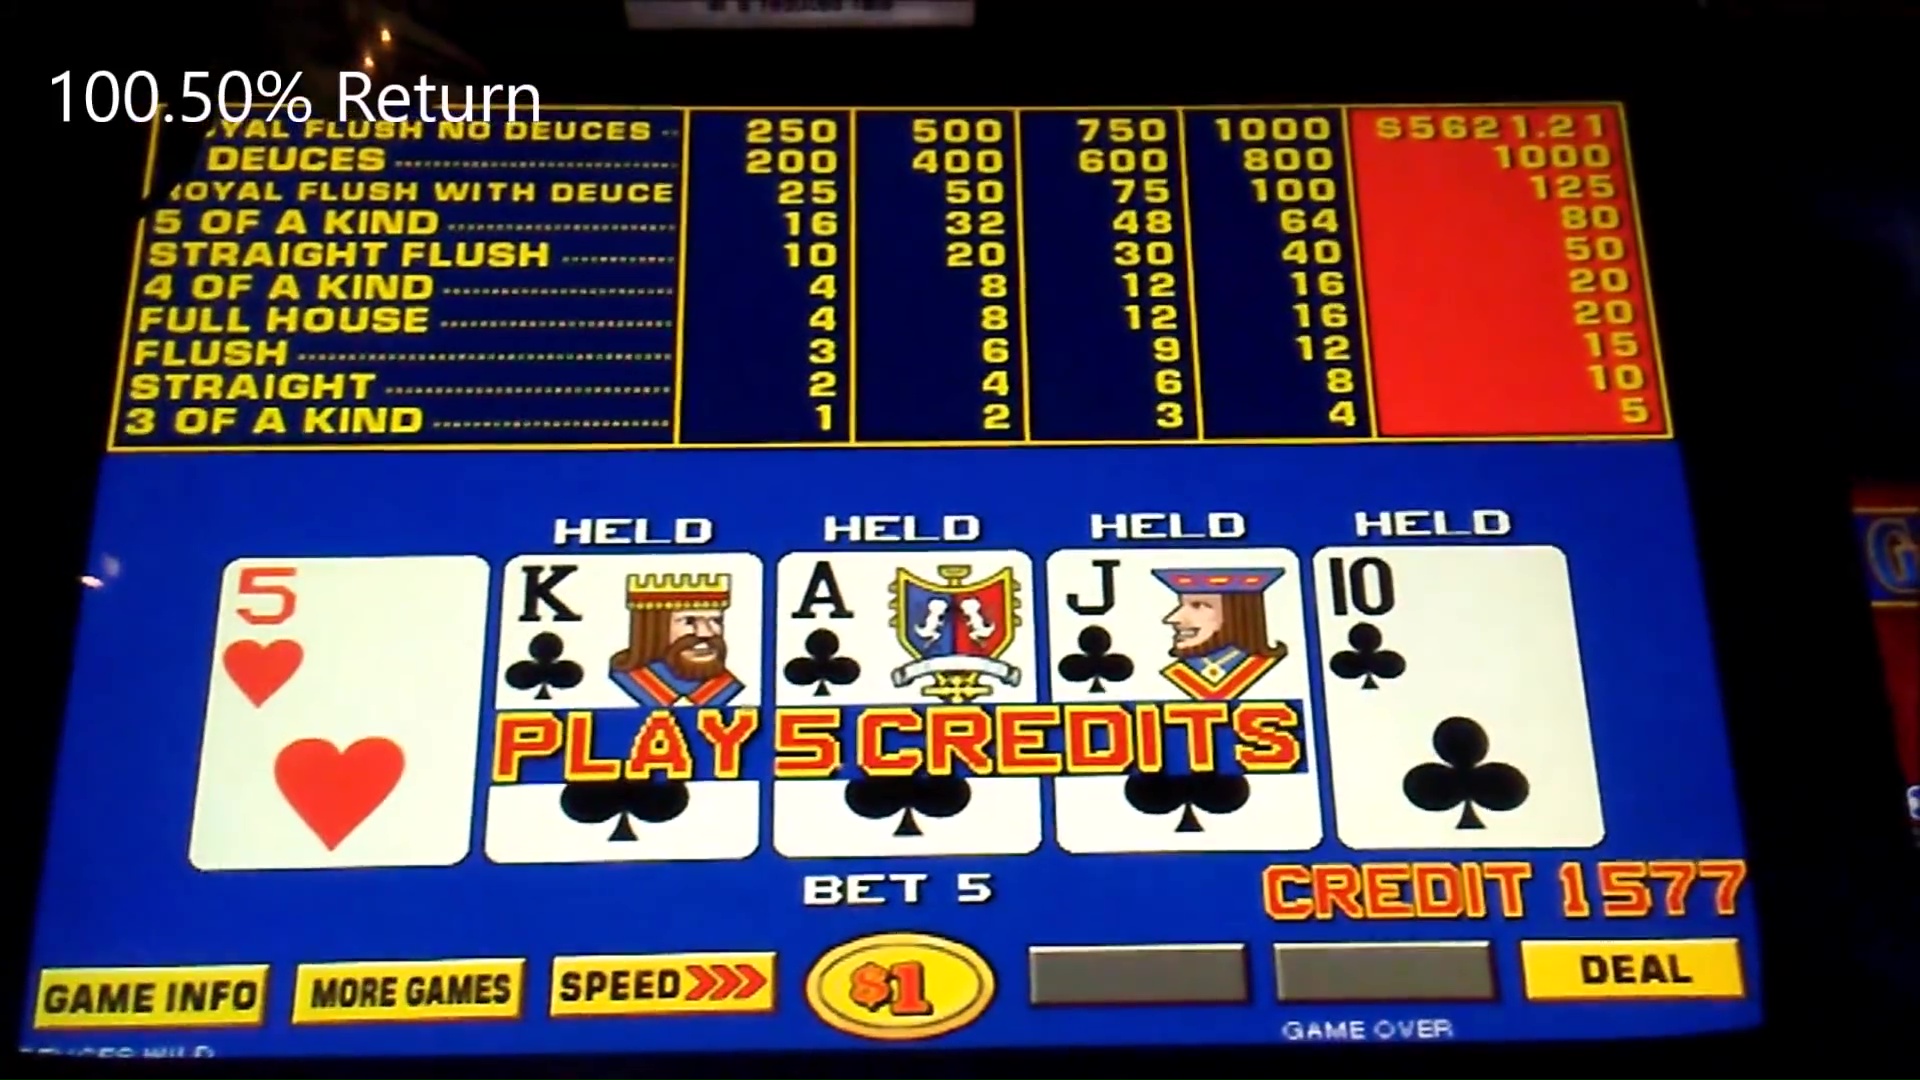 100.50% Return
YAL FLUSH NO DEUCES 250 500 750 1000 $5621.21
DEUCES 200 400 600 800 1000
ROYAL FLUSH WITH DEUCE 25 50 75 100 125
5 OF A KIND 16 32 48 64 80
STRAIGHT FLUSH 10 20 30 40 50
4 OF A KIND 4 8 12 16 20
FULL HOUSE 4 8 12 16 20
FLUSH 3 6 9 12 15
STRAIGHT 2 4 6 8 10
3 OF A KIND 1 2 3 4 5
HELD HELD HELD HELD
5 K A J 10
PLAY 5 CREDITS
BET 5 CREDIT 1577
GAME INFO MORE GAMES SPEED>>> $1 DEAL
GAME OVER
DEUCES WILD
G